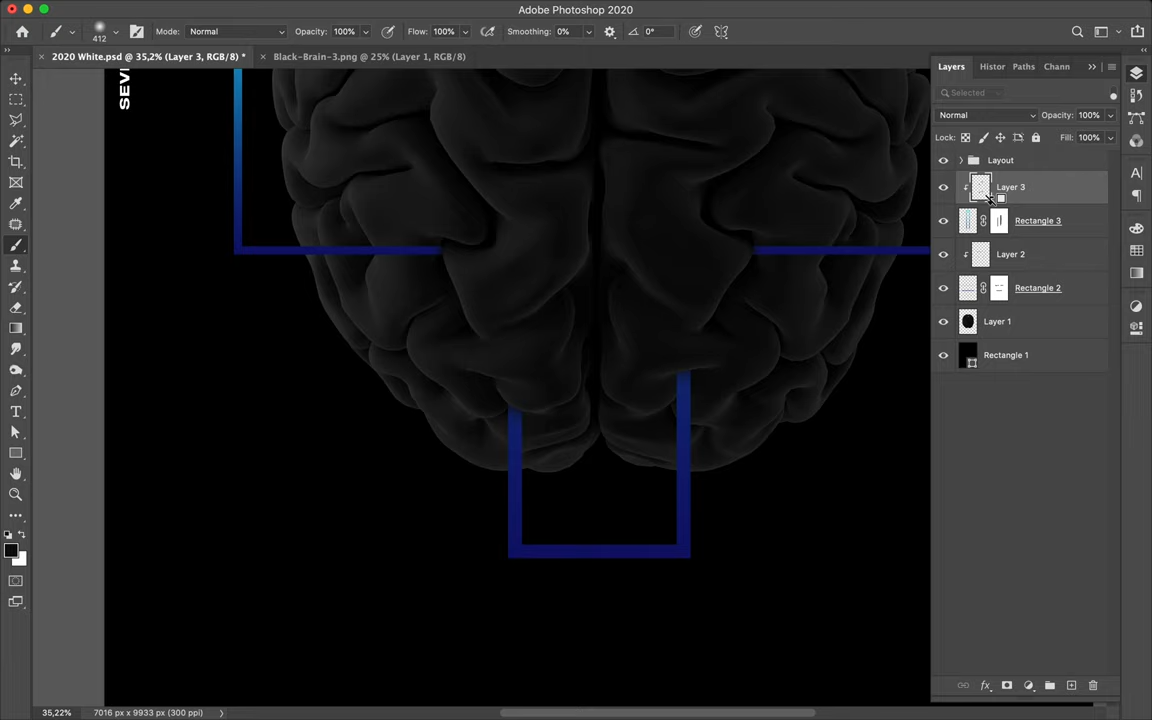 Adobe Photoshop 2020
412
Mode: Normal
Opacity: 100%
Flow: 100%
Smoothing: 0%
0°
2020 White.psd @ 35,2% (Layer 3, RGB/8) *
Black-Brain-3.png @ 25% (Layer 1, RGB/8)
Layers
Histor
Paths
Chann
Selected
Normal
Opacity: 100%
Lock:
Fill: 100%
Layout
Layer 3
Rectangle 3
Layer 2
Rectangle 2
Layer 1
Rectangle 1
35,22%
7016 px x 9933 px (300 ppi)